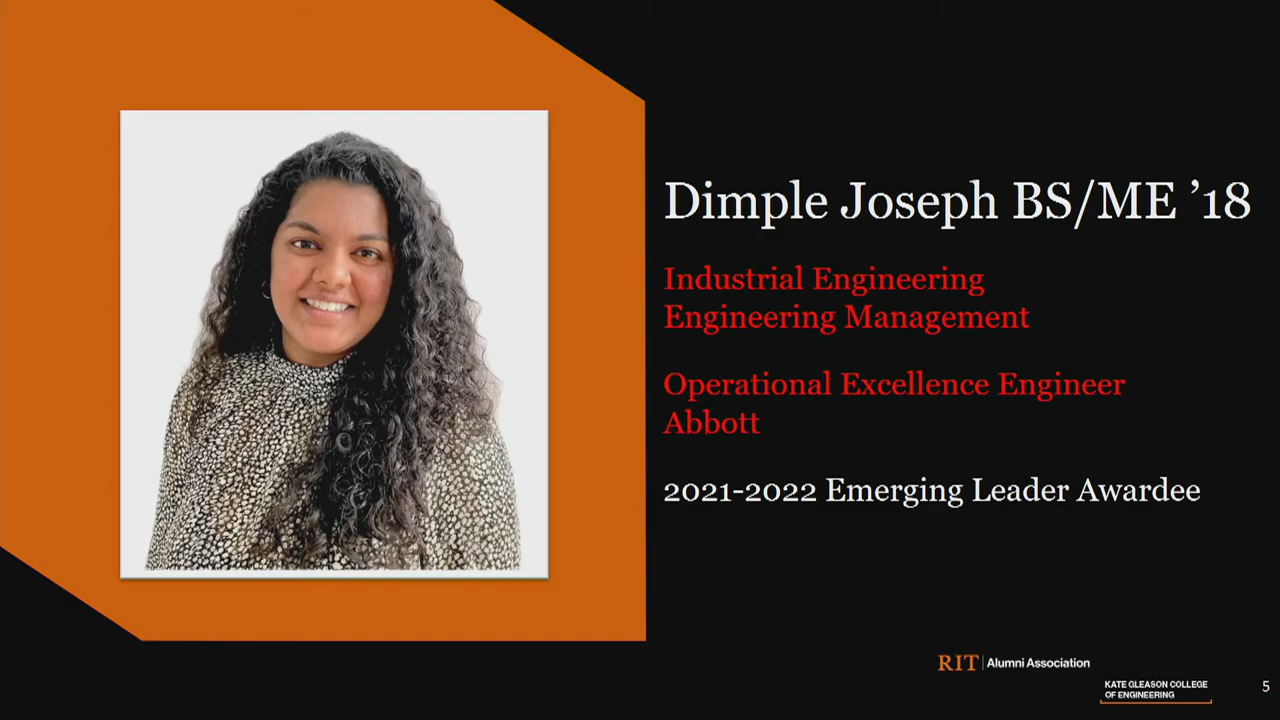 Dimple Joseph BS/ME ’18
Industrial Engineering
Engineering Management
Operational Excellence Engineer
Abbott
2021-2022 Emerging Leader Awardee
RIT | Alumni Association
KATE GLEASON COLLEGE
OF ENGINEERING
5